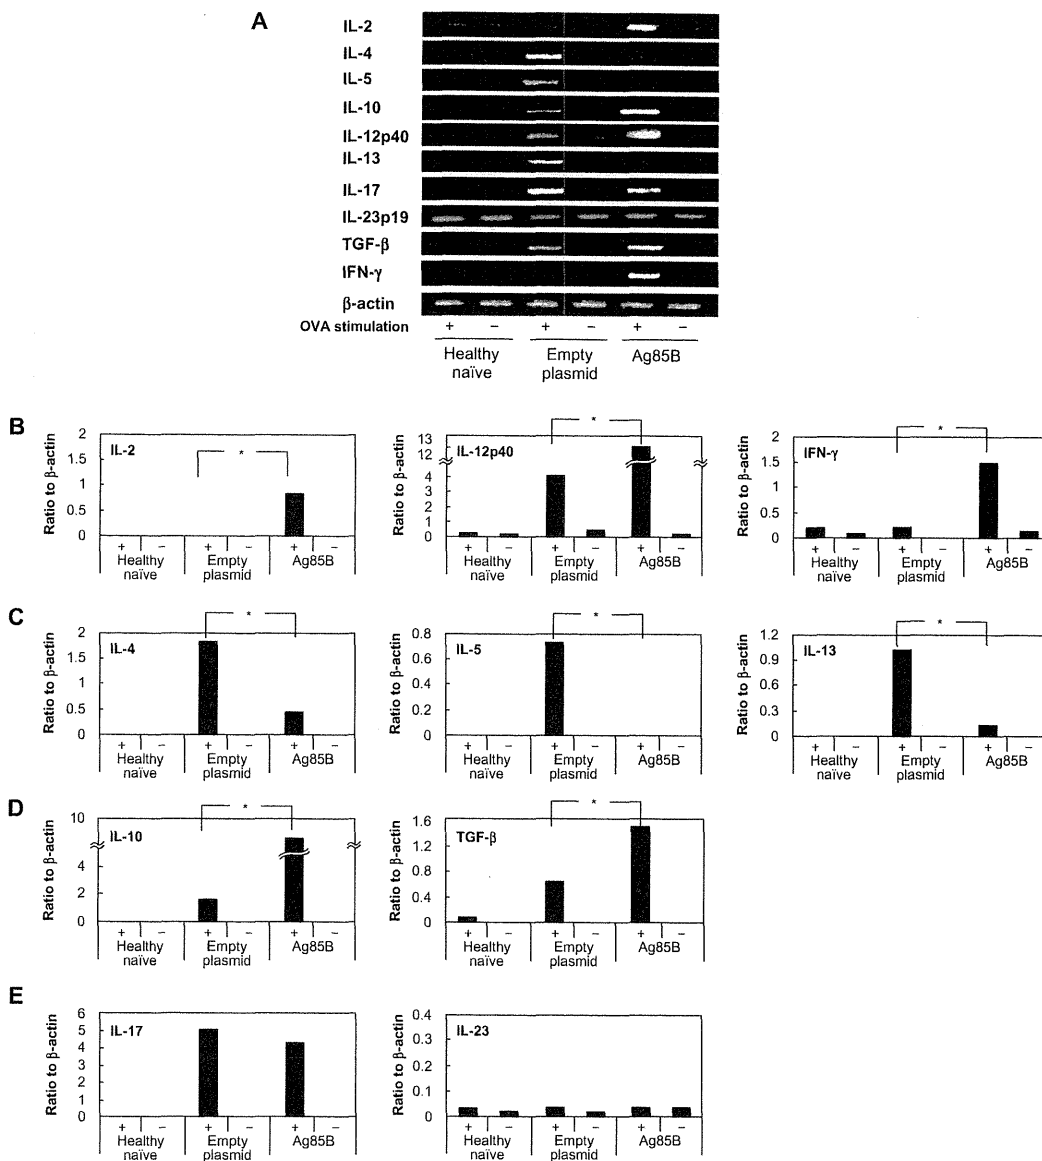 A
IL-2
IL-4
IL-5
IL-10
IL-12p40
IL-13
IL-17
IL-23p19
TGF-β
IFN-γ
β-actin
OVA stimulation + − + − + −
Healthy naïve Empty plasmid Ag85B
B
Ratio to β-actin
2
1.5
1
0.5
0
IL-2
*
+ − + − + −
Healthy naïve Empty plasmid Ag85B
Ratio to β-actin
13
12
4
3
2
1
0
IL-12p40
*
+ − + − + −
Healthy naïve Empty plasmid Ag85B
Ratio to β-actin
2
1.5
1
0.5
0
IFN-γ
*
+ − + − + −
Healthy naïve Empty plasmid Ag85B
C
Ratio to β-actin
2
1.5
1
0.5
0
IL-4
*
+ − + − + −
Healthy naïve Empty plasmid Ag85B
Ratio to β-actin
0.8
0.6
0.4
0.2
0
IL-5
*
+ − + − + −
Healthy naïve Empty plasmid Ag85B
Ratio to β-actin
1.2
0.9
0.6
0.3
0
IL-13
*
+ − + − + −
Healthy naïve Empty plasmid Ag85B
D
Ratio to β-actin
10
4
2
0
IL-10
*
+ − + − + −
Healthy naïve Empty plasmid Ag85B
Ratio to β-actin
1.6
1.2
0.8
0.4
0
TGF-β
*
+ − + − + −
Healthy naïve Empty plasmid Ag85B
E
Ratio to β-actin
6
5
4
3
2
1
0
IL-17
+ − + − + −
Healthy naïve Empty plasmid Ag85B
Ratio to β-actin
0.4
0.3
0.2
0.1
0
IL-23
+ − + − + −
Healthy naïve Empty plasmid Ag85B